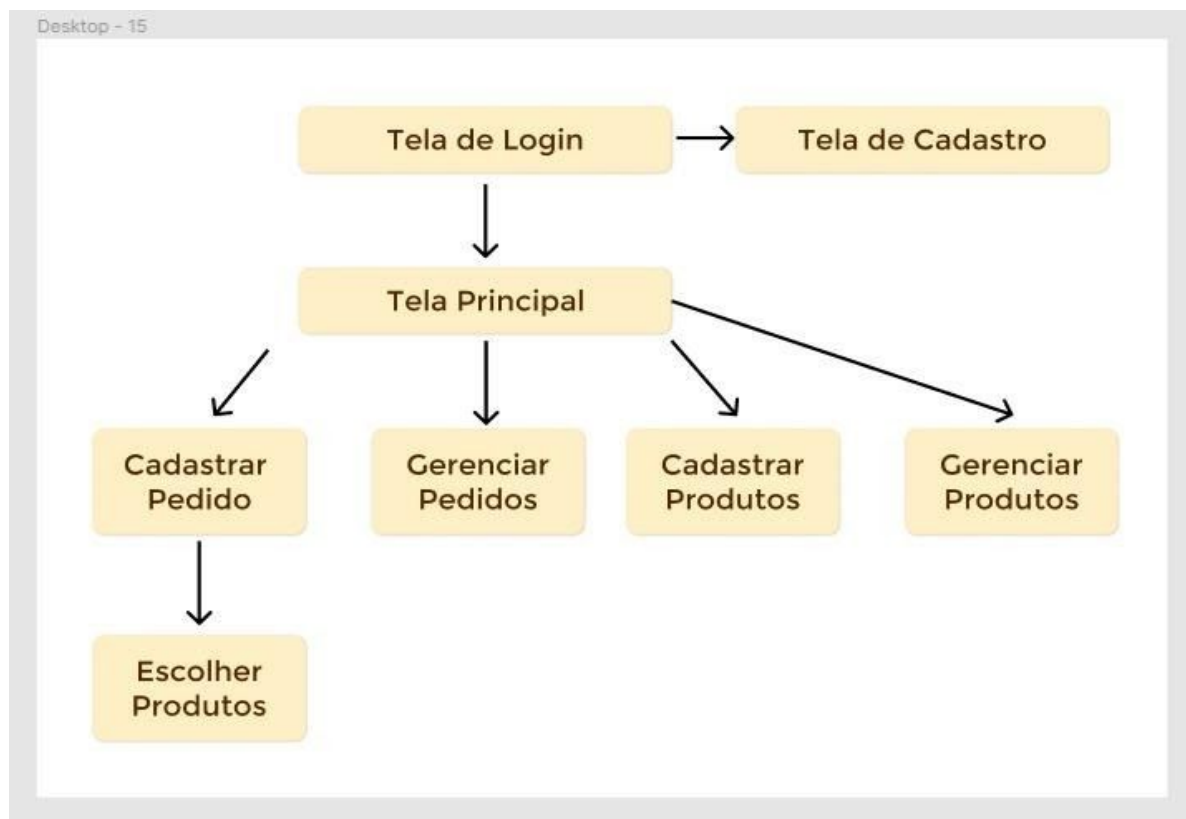 Desktop - 15
Tela de Login
Tela de Cadastro
Tela Principal
Cadastrar
Pedido
Gerenciar
Pedidos
Cadastrar
Produtos
Gerenciar
Produtos
Escolher
Produtos